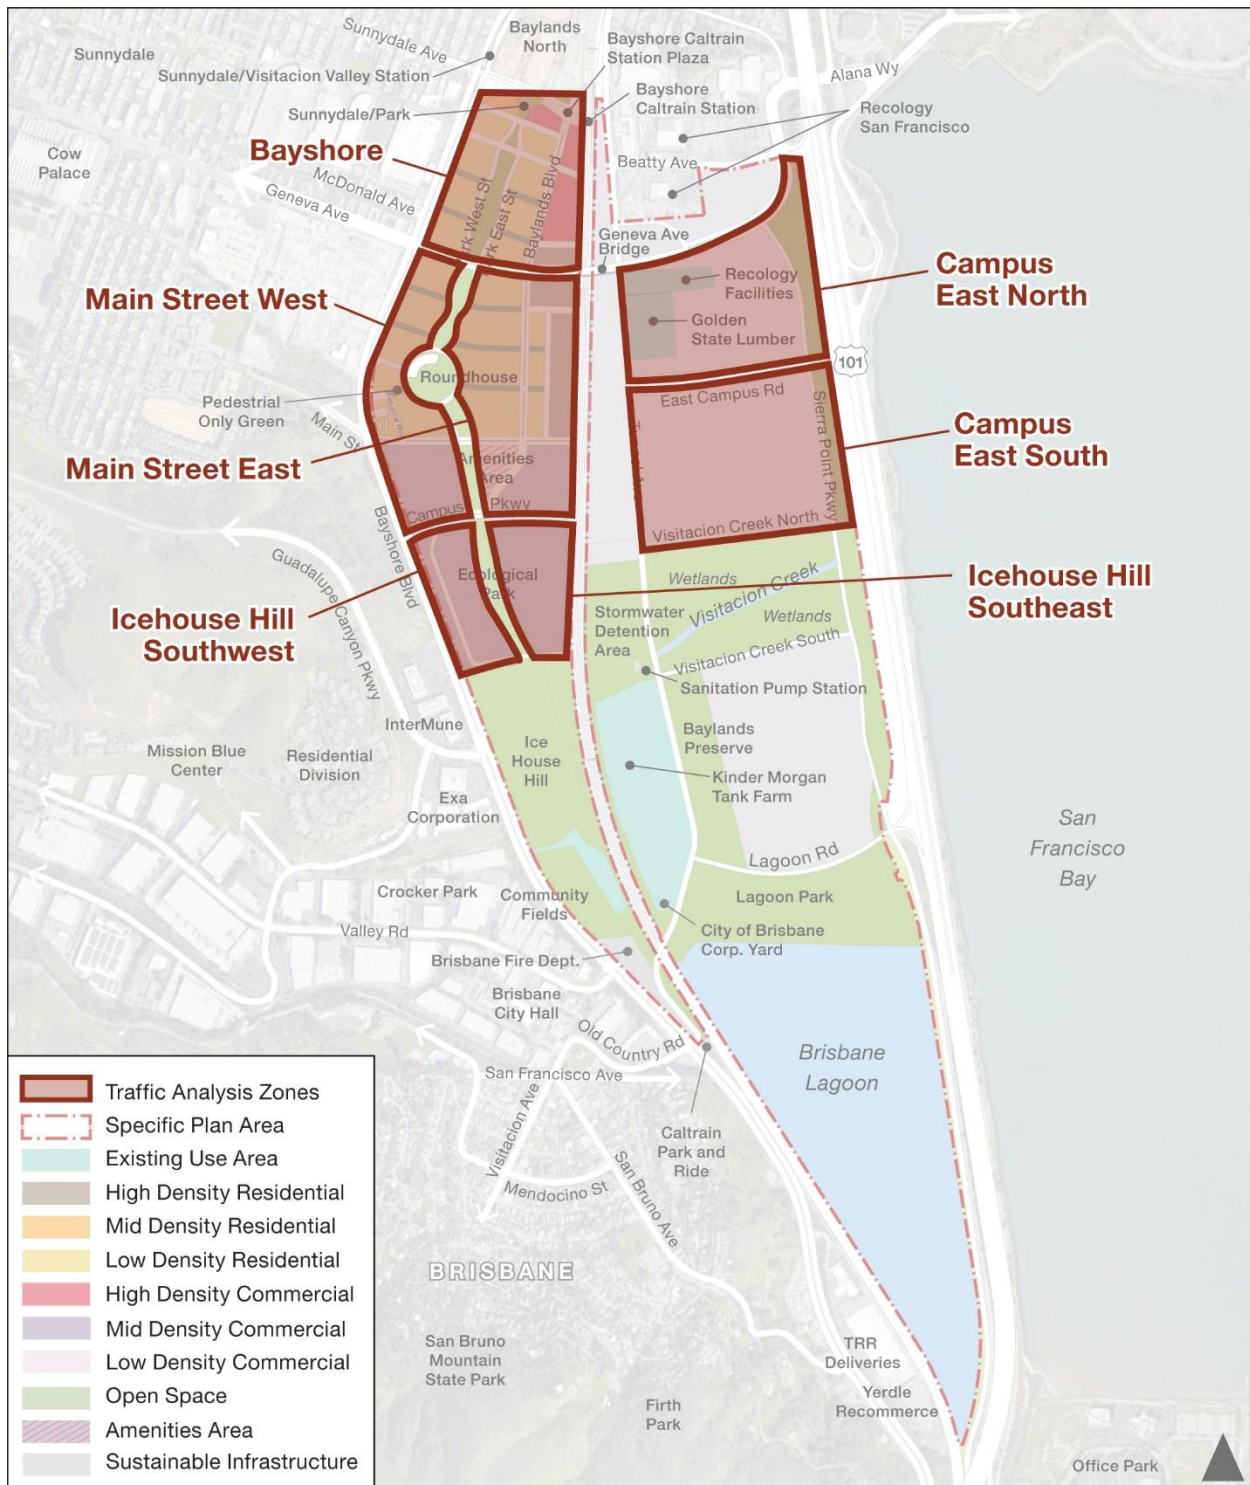 Sunnydale Ave
Baylands
North
Bayshore Caltrain
Station Plaza
Sunnydale
Sunnydale/Visitacion Valley Station
Alana Wy
Bayshore
Caltrain Station
Recology
San Francisco
Sunnydale/Park
Bayshore
Cow
Palace
McDonald Ave
Geneva Ave
Beatty Ave
Park West St
Park East St
Baylands Blvd
Geneva Ave
Bridge
Campus
East North
Recology
Facilities
Main Street West
Golden
State Lumber
101
Roundhouse
East Campus Rd
Pedestrial
Only Green
Main St
Sierra Point Pkwy
Campus
East South
Main Street East
Amenities
Area
Campus Pkwy
Visitacion Creek North
Bayshore Blvd
Guadalupe Canyon Pkwy
Ecological
Park
Wetlands
Visitacion Creek
Icehouse Hill
Southeast
Icehouse Hill
Southwest
Stormwater
Detention
Area
Wetlands
Visitacion Creek South
Sanitation Pump Station
InterMune
Baylands
Preserve
Mission Blue
Center
Residential
Division
Ice
House
Hill
Kinder Morgan
Tank Farm
Exa
Corporation
San
Francisco
Bay
Lagoon Rd
Crocker Park
Community
Fields
Lagoon Park
Valley Rd
City of Brisbane
Corp. Yard
Brisbane Fire Dept.
Brisbane
City Hall
Old Country Rd
Brisbane
Lagoon
San Francisco Ave
Visitacion Ave
Caltrain
Park and
Ride
Mendocino St
San Bruno Ave
BRISBANE
San Bruno
Mountain
State Park
TRR
Deliveries
Yerdle
Recommerce
Firth
Park
Office Park
Traffic Analysis Zones
Specific Plan Area
Existing Use Area
High Density Residential
Mid Density Residential
Low Density Residential
High Density Commercial
Mid Density Commercial
Low Density Commercial
Open Space
Amenities Area
Sustainable Infrastructure